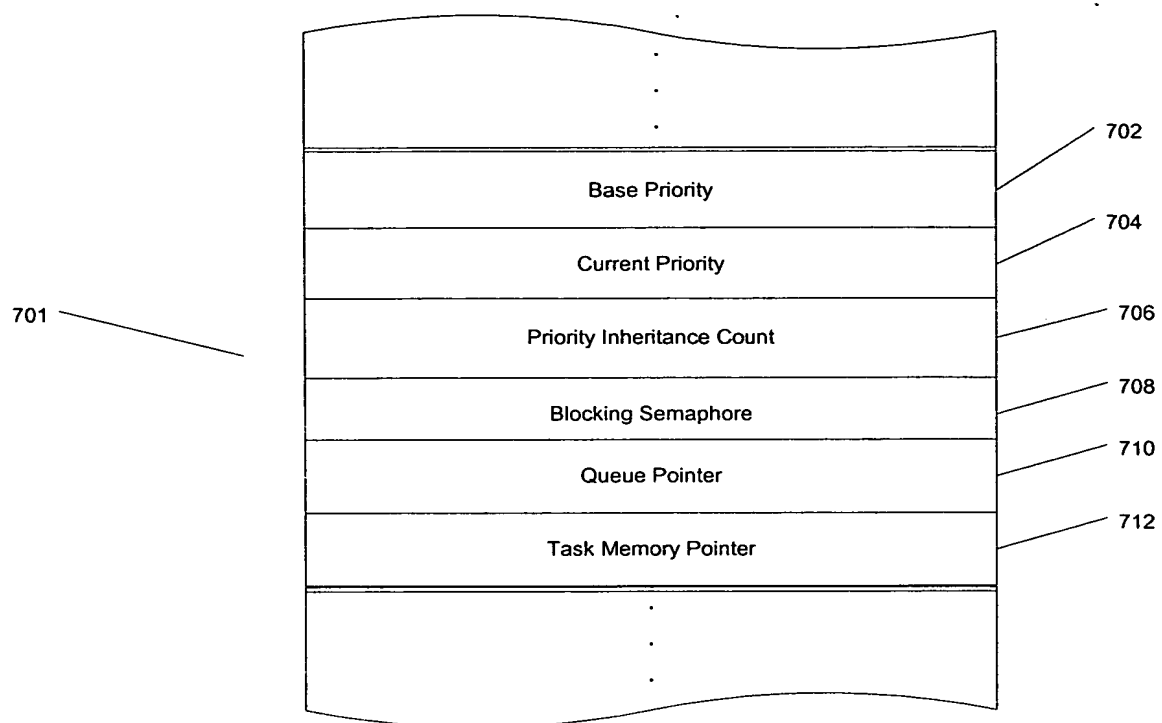 702
Base Priority
704
Current Priority
701
706
Priority Inheritance Count
708
Blocking Semaphore
710
Queue Pointer
712
Task Memory Pointer